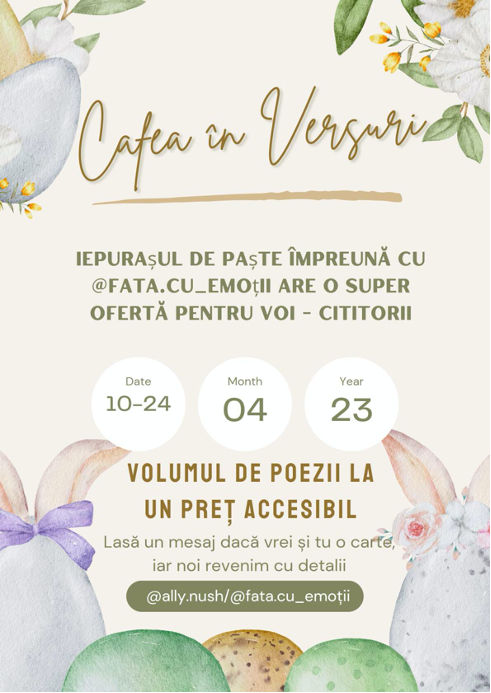 Cafea în Versuri
IEPURAșUL DE PAșTE ÎMPREUNĂ CU
@FATA.CU_EMOțII ARE O SUPER
OFERTĂ PENTRU VOI - CITITORII
Date
10-24
Month
04
Year
23
VOLUMUL DE POEZII LA
UN PREȚ ACCESIBIL
Lasă un mesaj dacă vrei și tu o carte,
iar noi revenim cu detalii
@ally.nush/@fata.cu_emoții